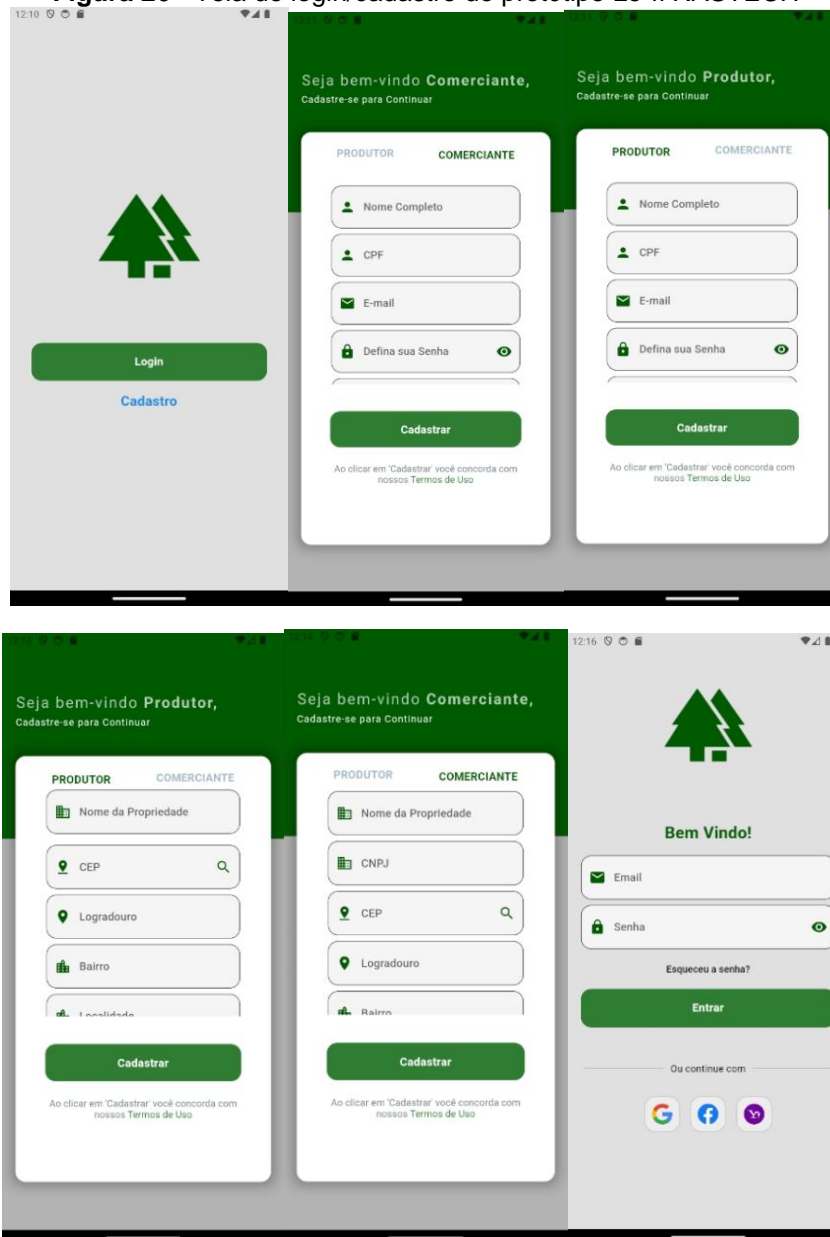 12:10
Login
Cadastro
Seja bem-vindo Comerciante,
Cadastre-se para Continuar
PRODUTOR COMERCIANTE
Nome Completo
CPF
E-mail
Defina sua Senha
Cadastrar
Ao clicar em 'Cadastrar' você concorda com
nossos Termos de Uso
Seja bem-vindo Produtor,
Cadastre-se para Continuar
PRODUTOR COMERCIANTE
Nome Completo
CPF
E-mail
Defina sua Senha
Cadastrar
Ao clicar em 'Cadastrar' você concorda com
nossos Termos de Uso
Seja bem-vindo Produtor,
Cadastre-se para Continuar
PRODUTOR COMERCIANTE
Nome da Propriedade
CEP
Logradouro
Bairro
Localidade
Cadastrar
Ao clicar em 'Cadastrar' você concorda com
nossos Termos de Uso
Seja bem-vindo Comerciante,
Cadastre-se para Continuar
PRODUTOR COMERCIANTE
Nome da Propriedade
CNPJ
CEP
Logradouro
Bairro
Cadastrar
Ao clicar em 'Cadastrar' você concorda com
nossos Termos de Uso
12:16
Bem Vindo!
Email
Senha
Esqueceu a senha?
Entrar
Ou continue com